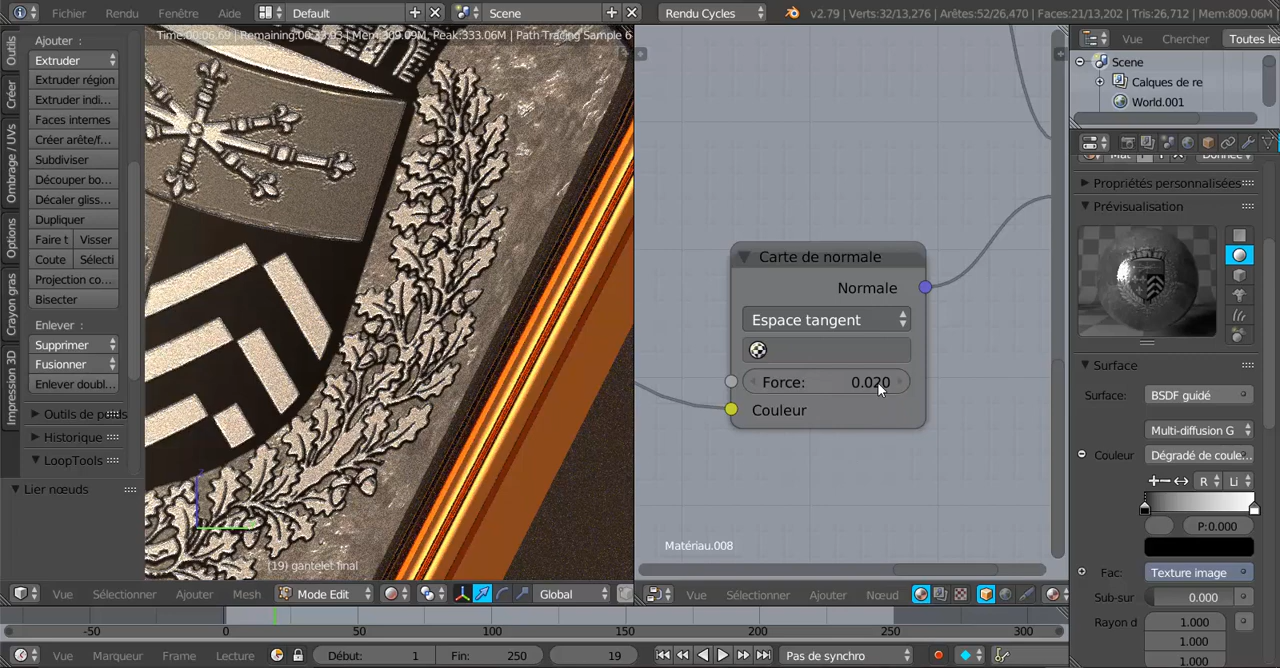 Fichier Rendu Fenêtre Aide Default Scene Rendu Cycles v2.79 | Verts:32/13,276 | Arêtes:52/26,470 | Faces:21/13,202 | Tris:26,712 | Mem:809.06M
Outils
Créer
Ombrage / UVs
Options
Crayon gras
Impression 3D
Ajouter :
Extruder
Extruder région
Extruder indi...
Faces internes
Créer arête/f...
Subdiviser
Découper bo...
Décaler gliss...
Dupliquer
Faire t Visser
Coute Sélecti
Projection co...
Bisecter
Enlever :
Supprimer
Fusionner
Enlever doubl...
Historique
LoopTools
Lier nœuds
(19) gantelet final
Carte de normale
Normale
Espace tangent
Force: 0.020
Couleur
Matériau.008
Vue Chercher Toutes les
Scene
Calques de re
World.001
Propriétés personnalisées
Prévisualisation
Surface
Surface: BSDF guidé
Multi-diffusion G
Couleur Dégradé de coule...
R Li
P:0.000
Fac: Texture image
Sub-sur 0.000
Rayon d 1.000
1.000
1.000
Vue Sélectionner Ajouter Mesh Mode Edit Global
Vue Sélectionner Ajouter Nœud
-50 0 50 100 150 200 250 300
Vue Marqueur Frame Lecture Début: 1 Fin: 250 19 Pas de synchro